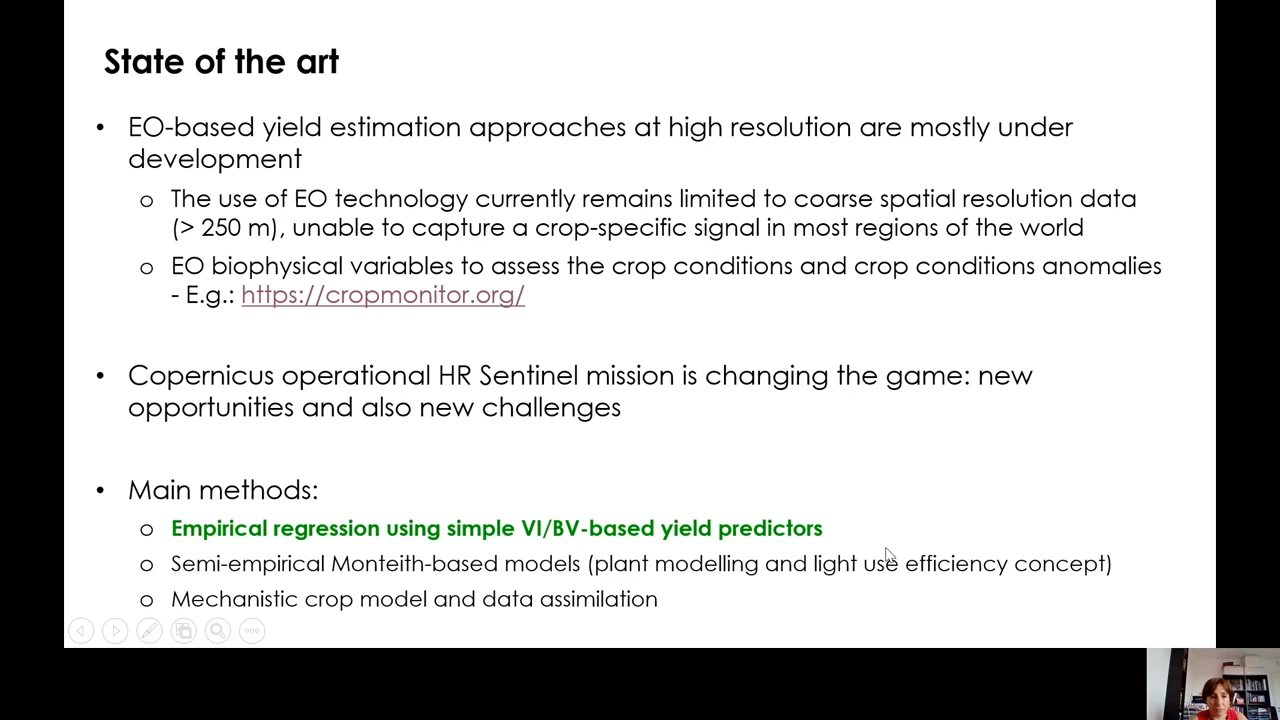 State of the art
• EO-based yield estimation approaches at high resolution are mostly under
development
o The use of EO technology currently remains limited to coarse spatial resolution data
(> 250 m), unable to capture a crop-specific signal in most regions of the world
o EO biophysical variables to assess the crop conditions and crop conditions anomalies
- E.g.: https://cropmonitor.org/
• Copernicus operational HR Sentinel mission is changing the game: new
opportunities and also new challenges
• Main methods:
o Empirical regression using simple VI/BV-based yield predictors
o Semi-empirical Monteith-based models (plant modelling and light use efficiency concept)
o Mechanistic crop model and data assimilation